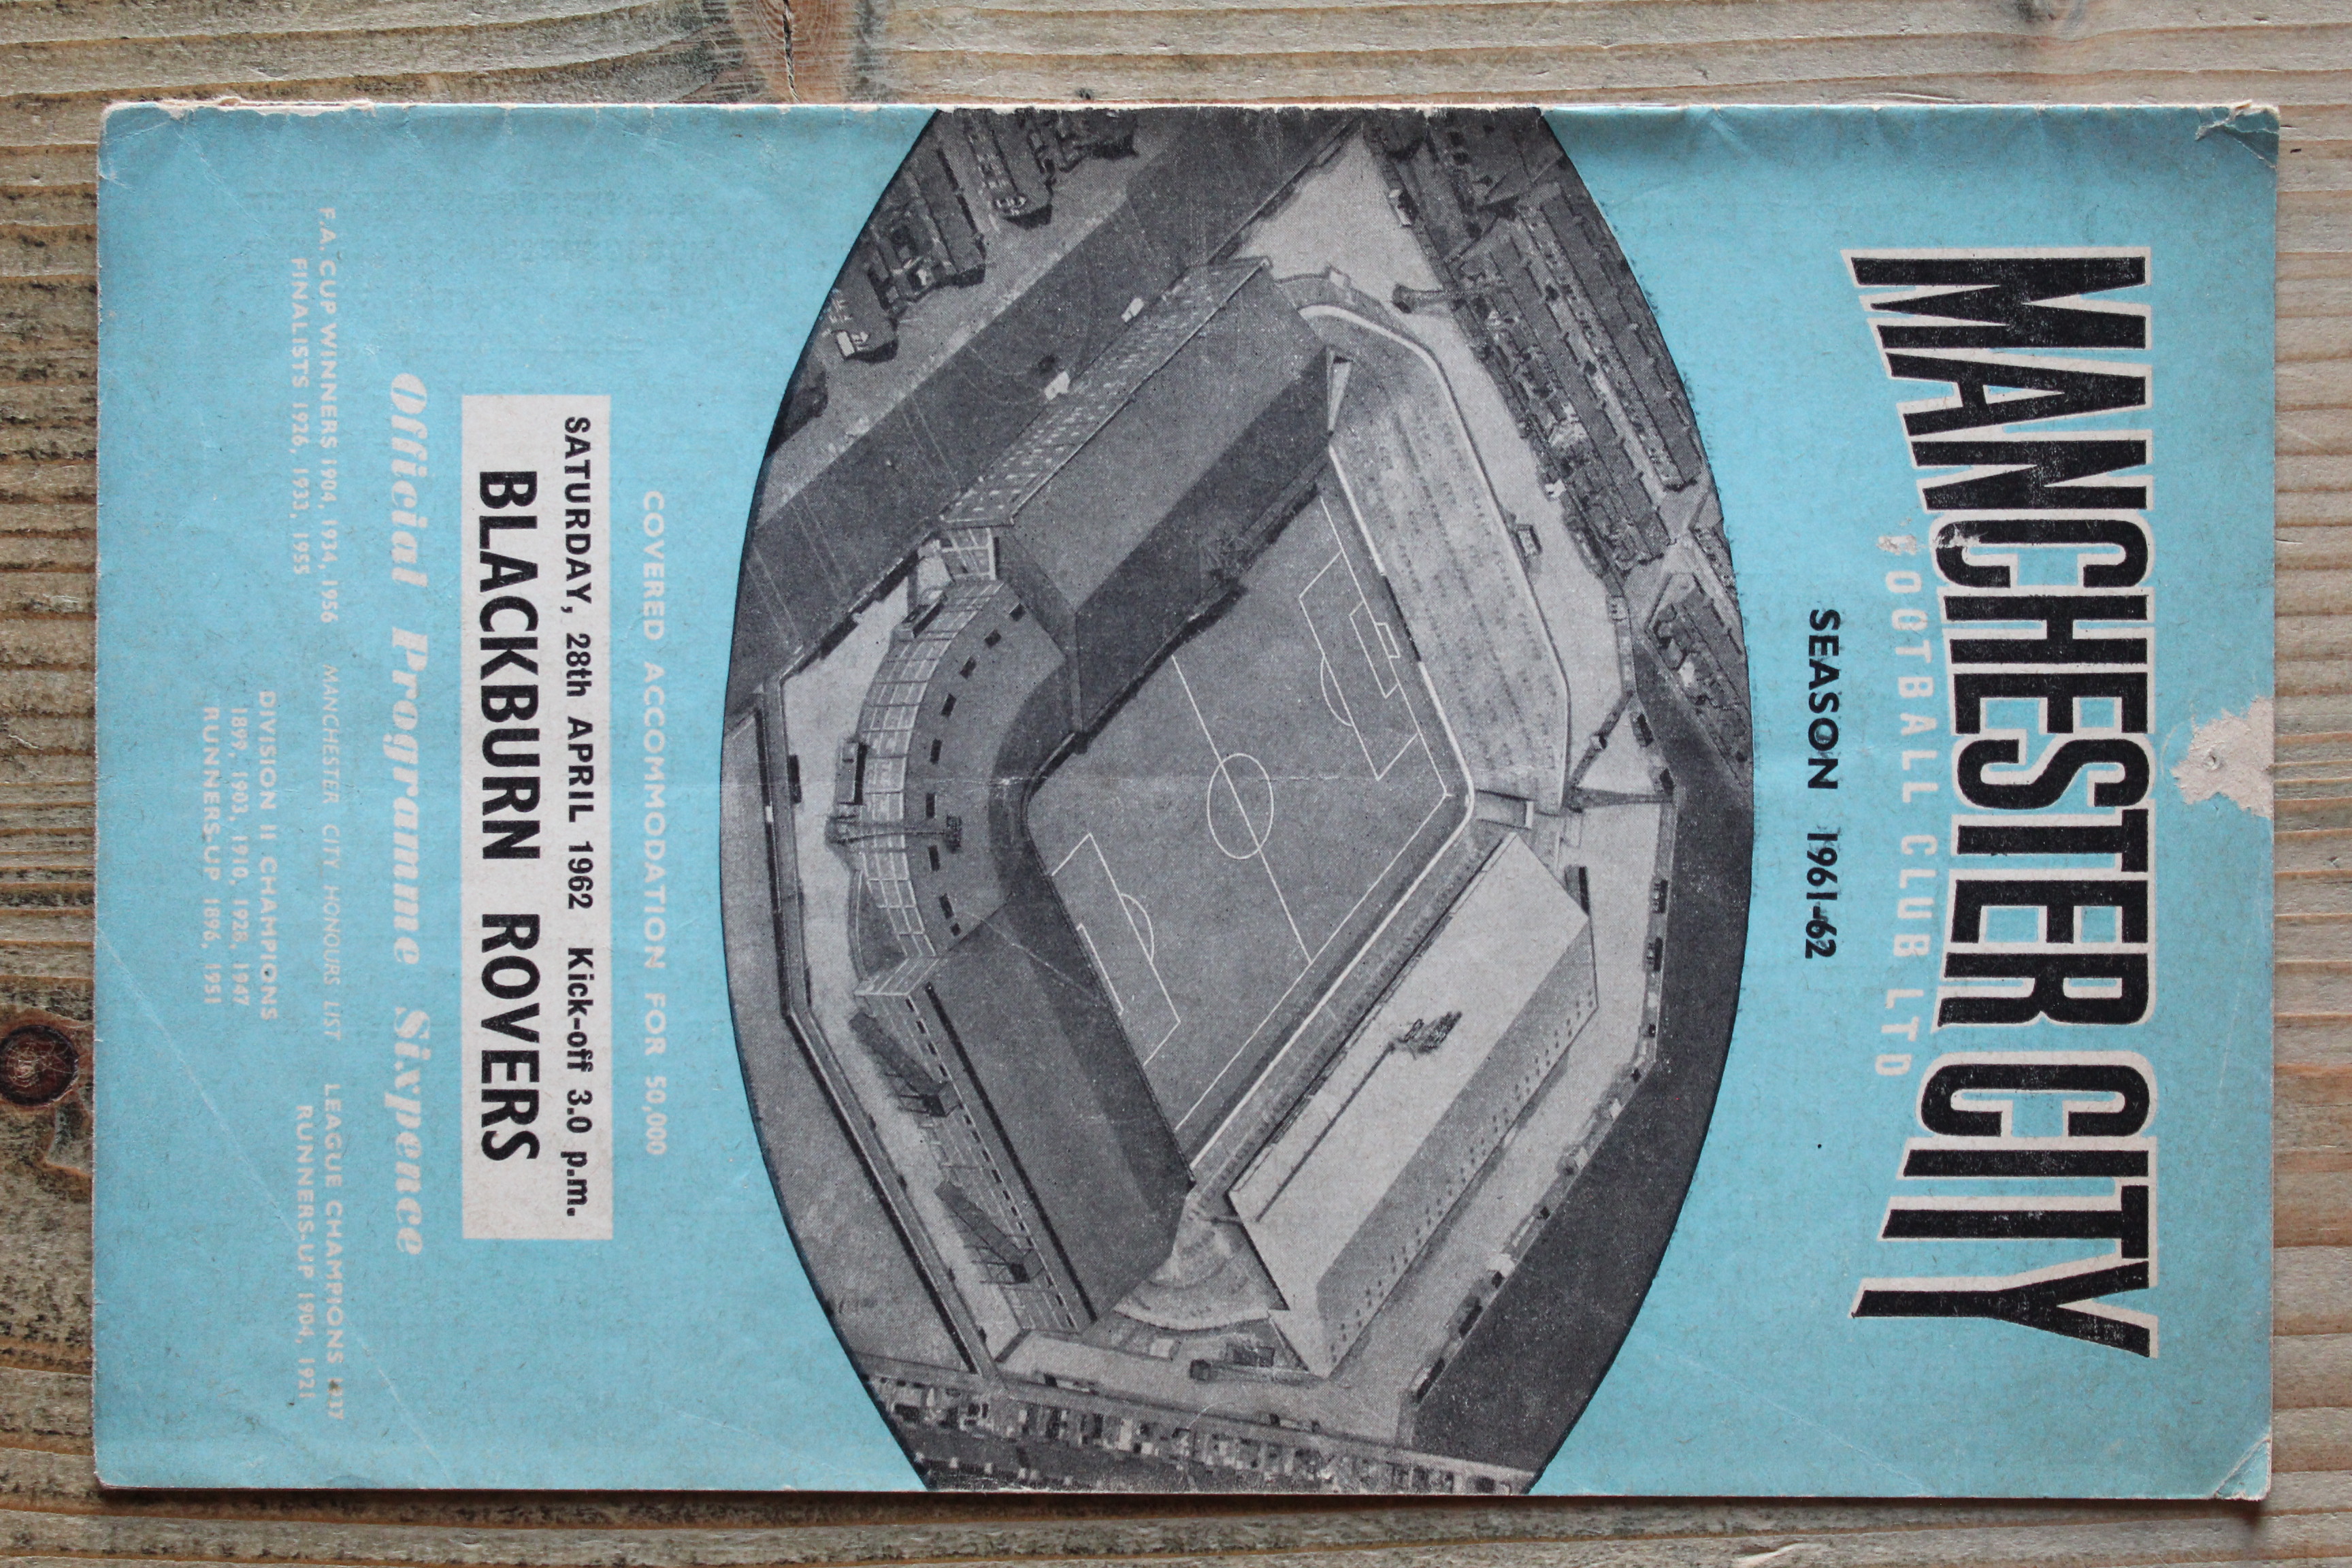 MANCHESTER CITY
FOOTBALL CLUB LTD
SEASON 1961-62
COVERED ACCOMMODATION FOR 50,000
SATURDAY, 28th APRIL 1962 Kick-off 3.0 p.m.
BLACKBURN ROVERS
Official Programme Sixpence
MANCHESTER CITY HONOURS LIST
F.A. CUP WINNERS 1904, 1934, 1956
FINALISTS 1926, 1933, 1955
LEAGUE CHAMPIONS 1937
RUNNERS-UP 1904, 1921
DIVISION II CHAMPIONS
1899, 1903, 1910, 1928, 1947
RUNNERS-UP 1896, 1951